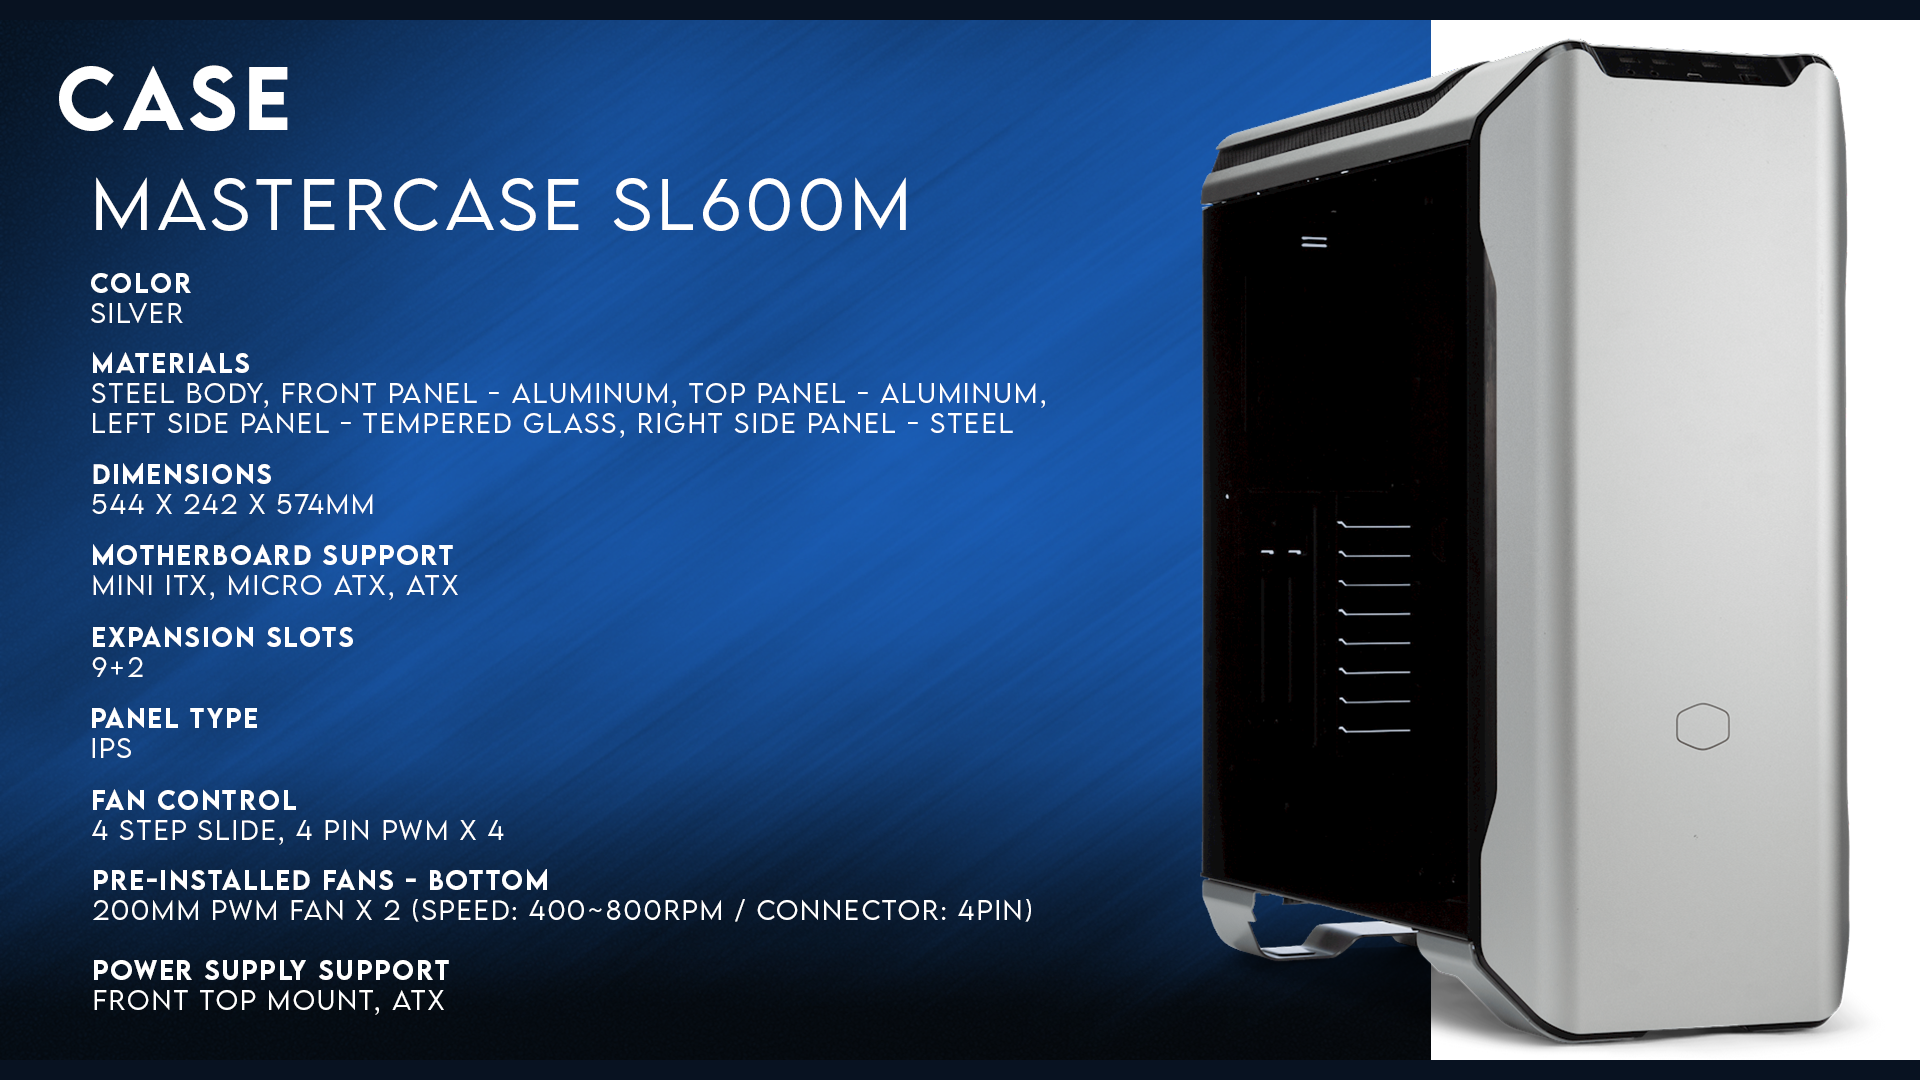 CASE
MASTERCASE SL600M
COLOR
SILVER
MATERIALS
STEEL BODY, FRONT PANEL - ALUMINUM, TOP PANEL - ALUMINUM,
LEFT SIDE PANEL - TEMPERED GLASS, RIGHT SIDE PANEL - STEEL
DIMENSIONS
544 X 242 X 574MM
MOTHERBOARD SUPPORT
MINI ITX, MICRO ATX, ATX
EXPANSION SLOTS
9+2
PANEL TYPE
IPS
FAN CONTROL
4 STEP SLIDE, 4 PIN PWM X 4
PRE-INSTALLED FANS - BOTTOM
200MM PWM FAN X 2 (SPEED: 400~800RPM / CONNECTOR: 4PIN)
POWER SUPPLY SUPPORT
FRONT TOP MOUNT, ATX